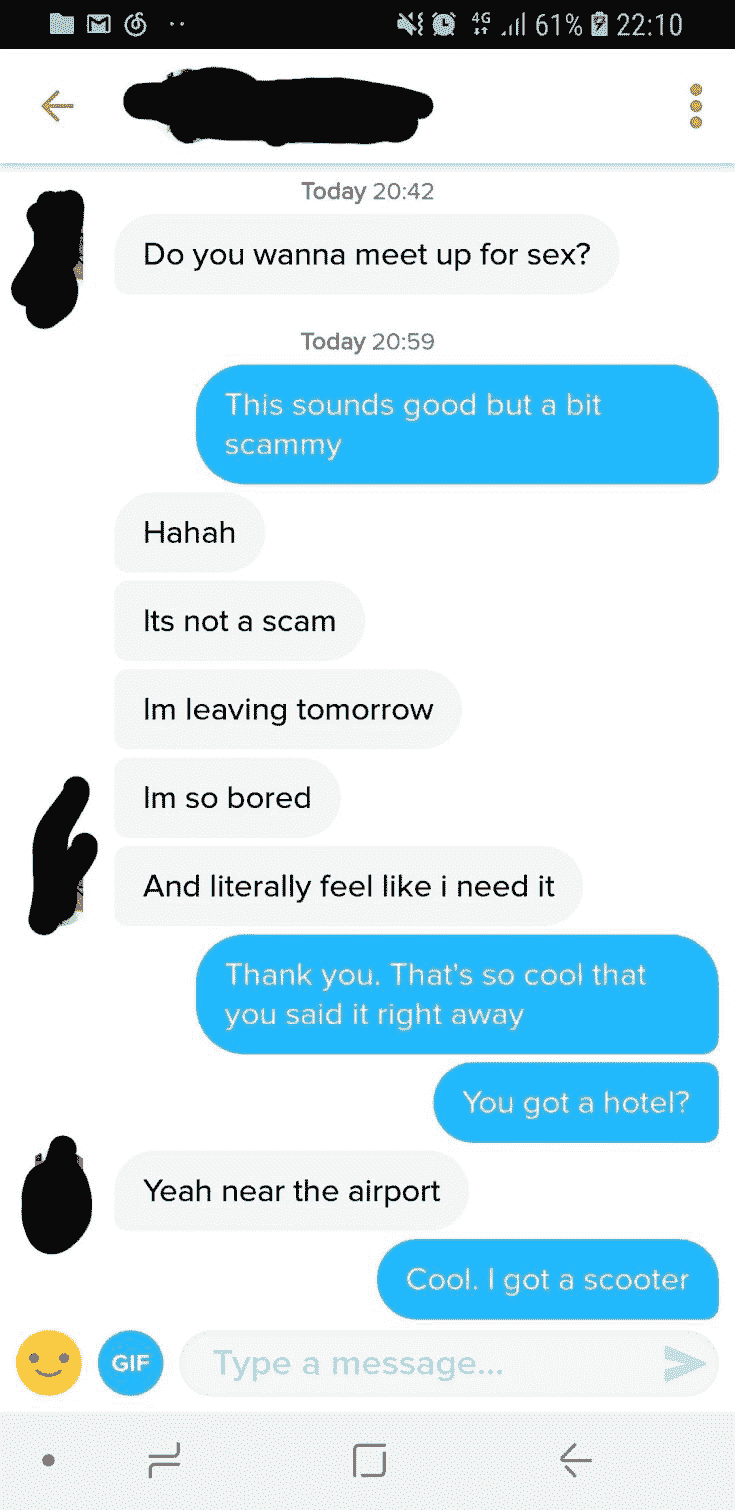 4G 61% 22:10
Today 20:42
Do you wanna meet up for sex?
Today 20:59
This sounds good but a bit
scammy
Hahah
Its not a scam
Im leaving tomorrow
Im so bored
And literally feel like i need it
Thank you. That's so cool that
you said it right away
You got a hotel?
Yeah near the airport
Cool. I got a scooter
GIF Type a message...